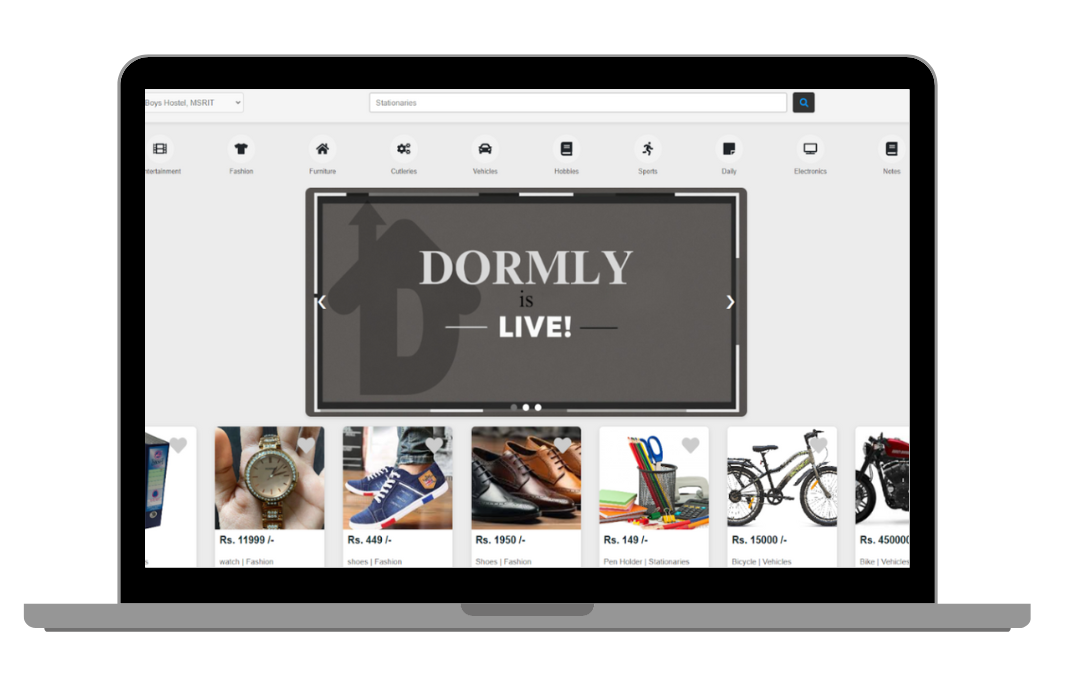 Boys Hostel, MSRIT
Stationaries
ntertainment
Fashion
Furniture
Cutleries
Vehicles
Hobbies
Sports
Daily
Electronics
Notes
D
DORMLY
is
LIVE!
Rs. 11999 /-
Rs. 449 /-
Rs. 1950 /-
Rs. 149 /-
Rs. 15000 /-
Rs. 450000
s
watch | Fashion
shoes | Fashion
Shoes | Fashion
Pen Holder | Stationaries
Bicycle | Vehicles
Bike | Vehicles